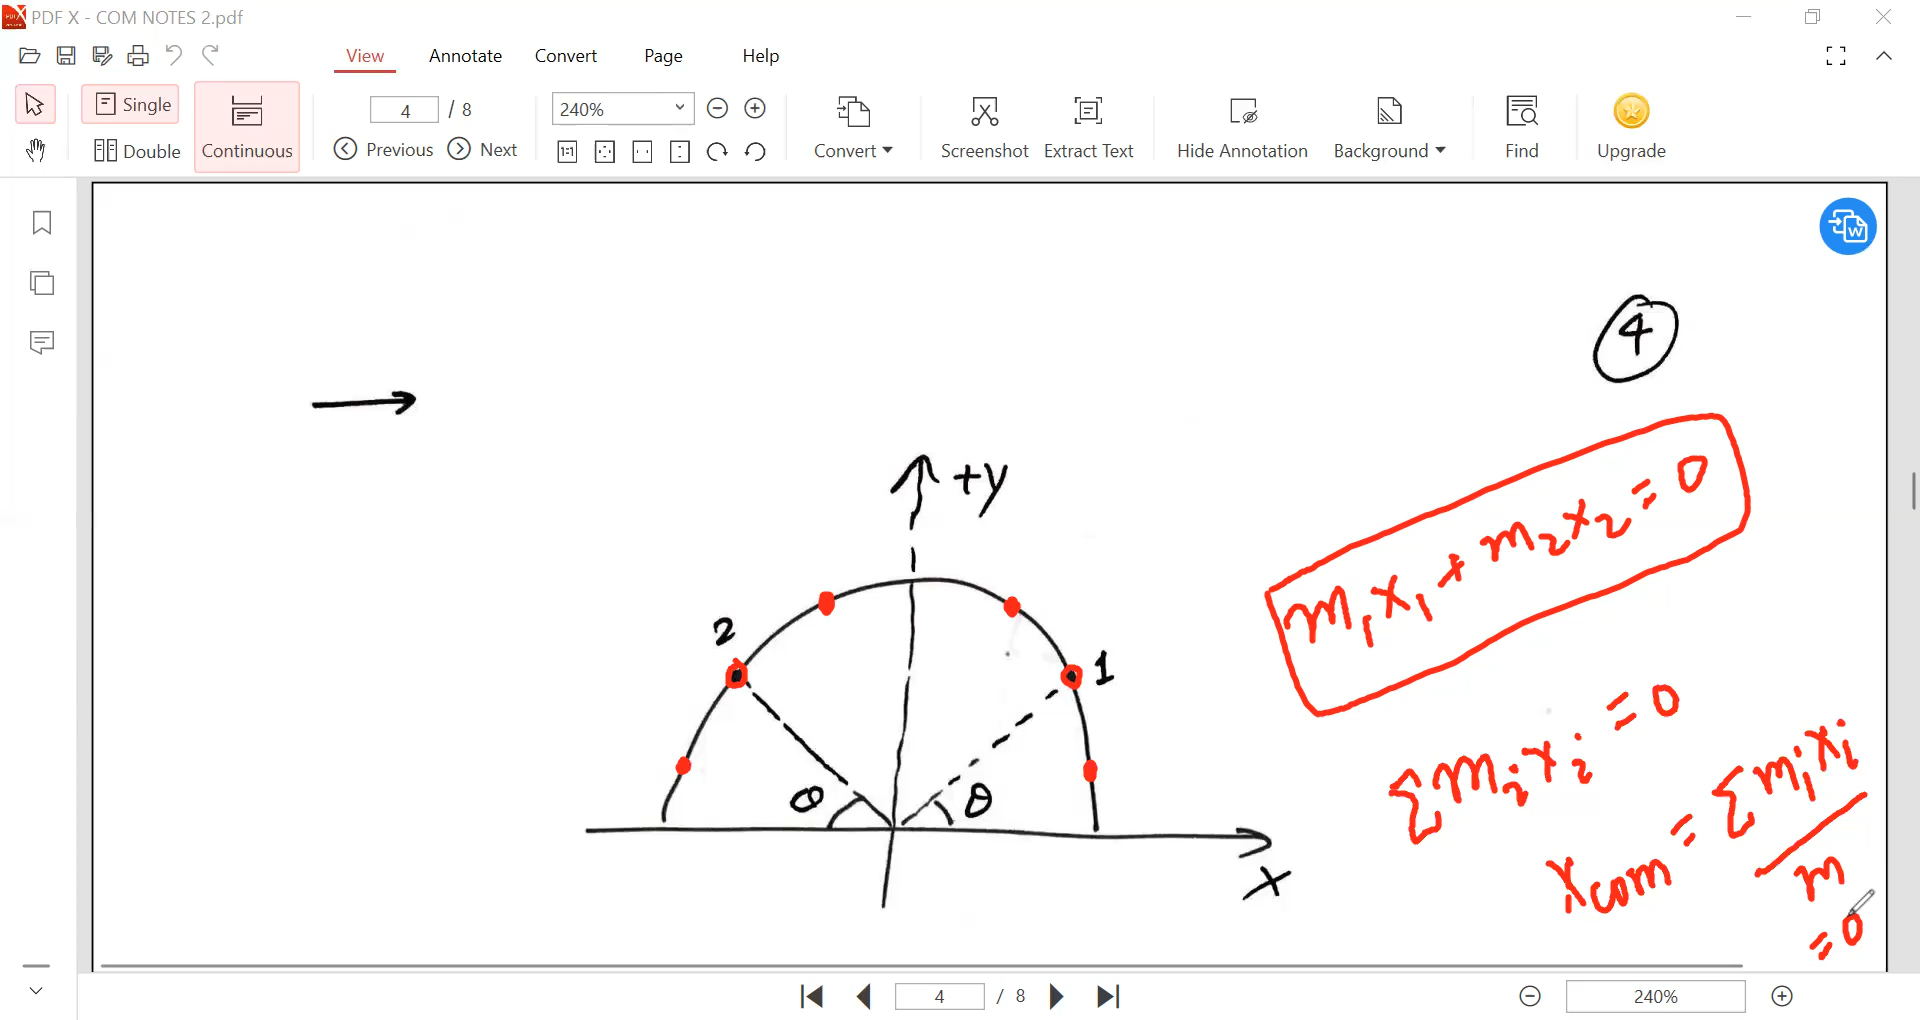 PDF X - COM NOTES 2.pdf
View Annotate Convert Page Help
Single
Double
Continuous
4 / 8
Previous Next
240%
1:1
Convert
Screenshot
Extract Text
Hide Annotation
Background
Find
Upgrade
W
4
+y
m₁x₁ + m₂x₂ = 0
2
1
Σmᵢxᵢ = 0
θ
θ
xcom = Σmᵢxᵢ / m
= 0
x
4 / 8
240%